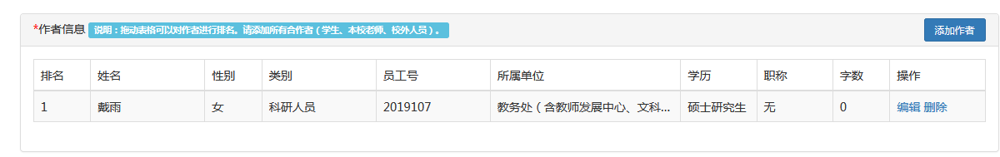 *作者信息 说明：拖动表格可以对作者进行排名。请添加所有合作者（学生、本校老师、校外人员）。 添加作者
排名 姓名 性别 类别 员工号 所属单位 学历 职称 字数 操作
1 戴雨 女 科研人员 2019107 教务处（含教师发展中心、文科... 硕士研究生 无 0 编辑 删除